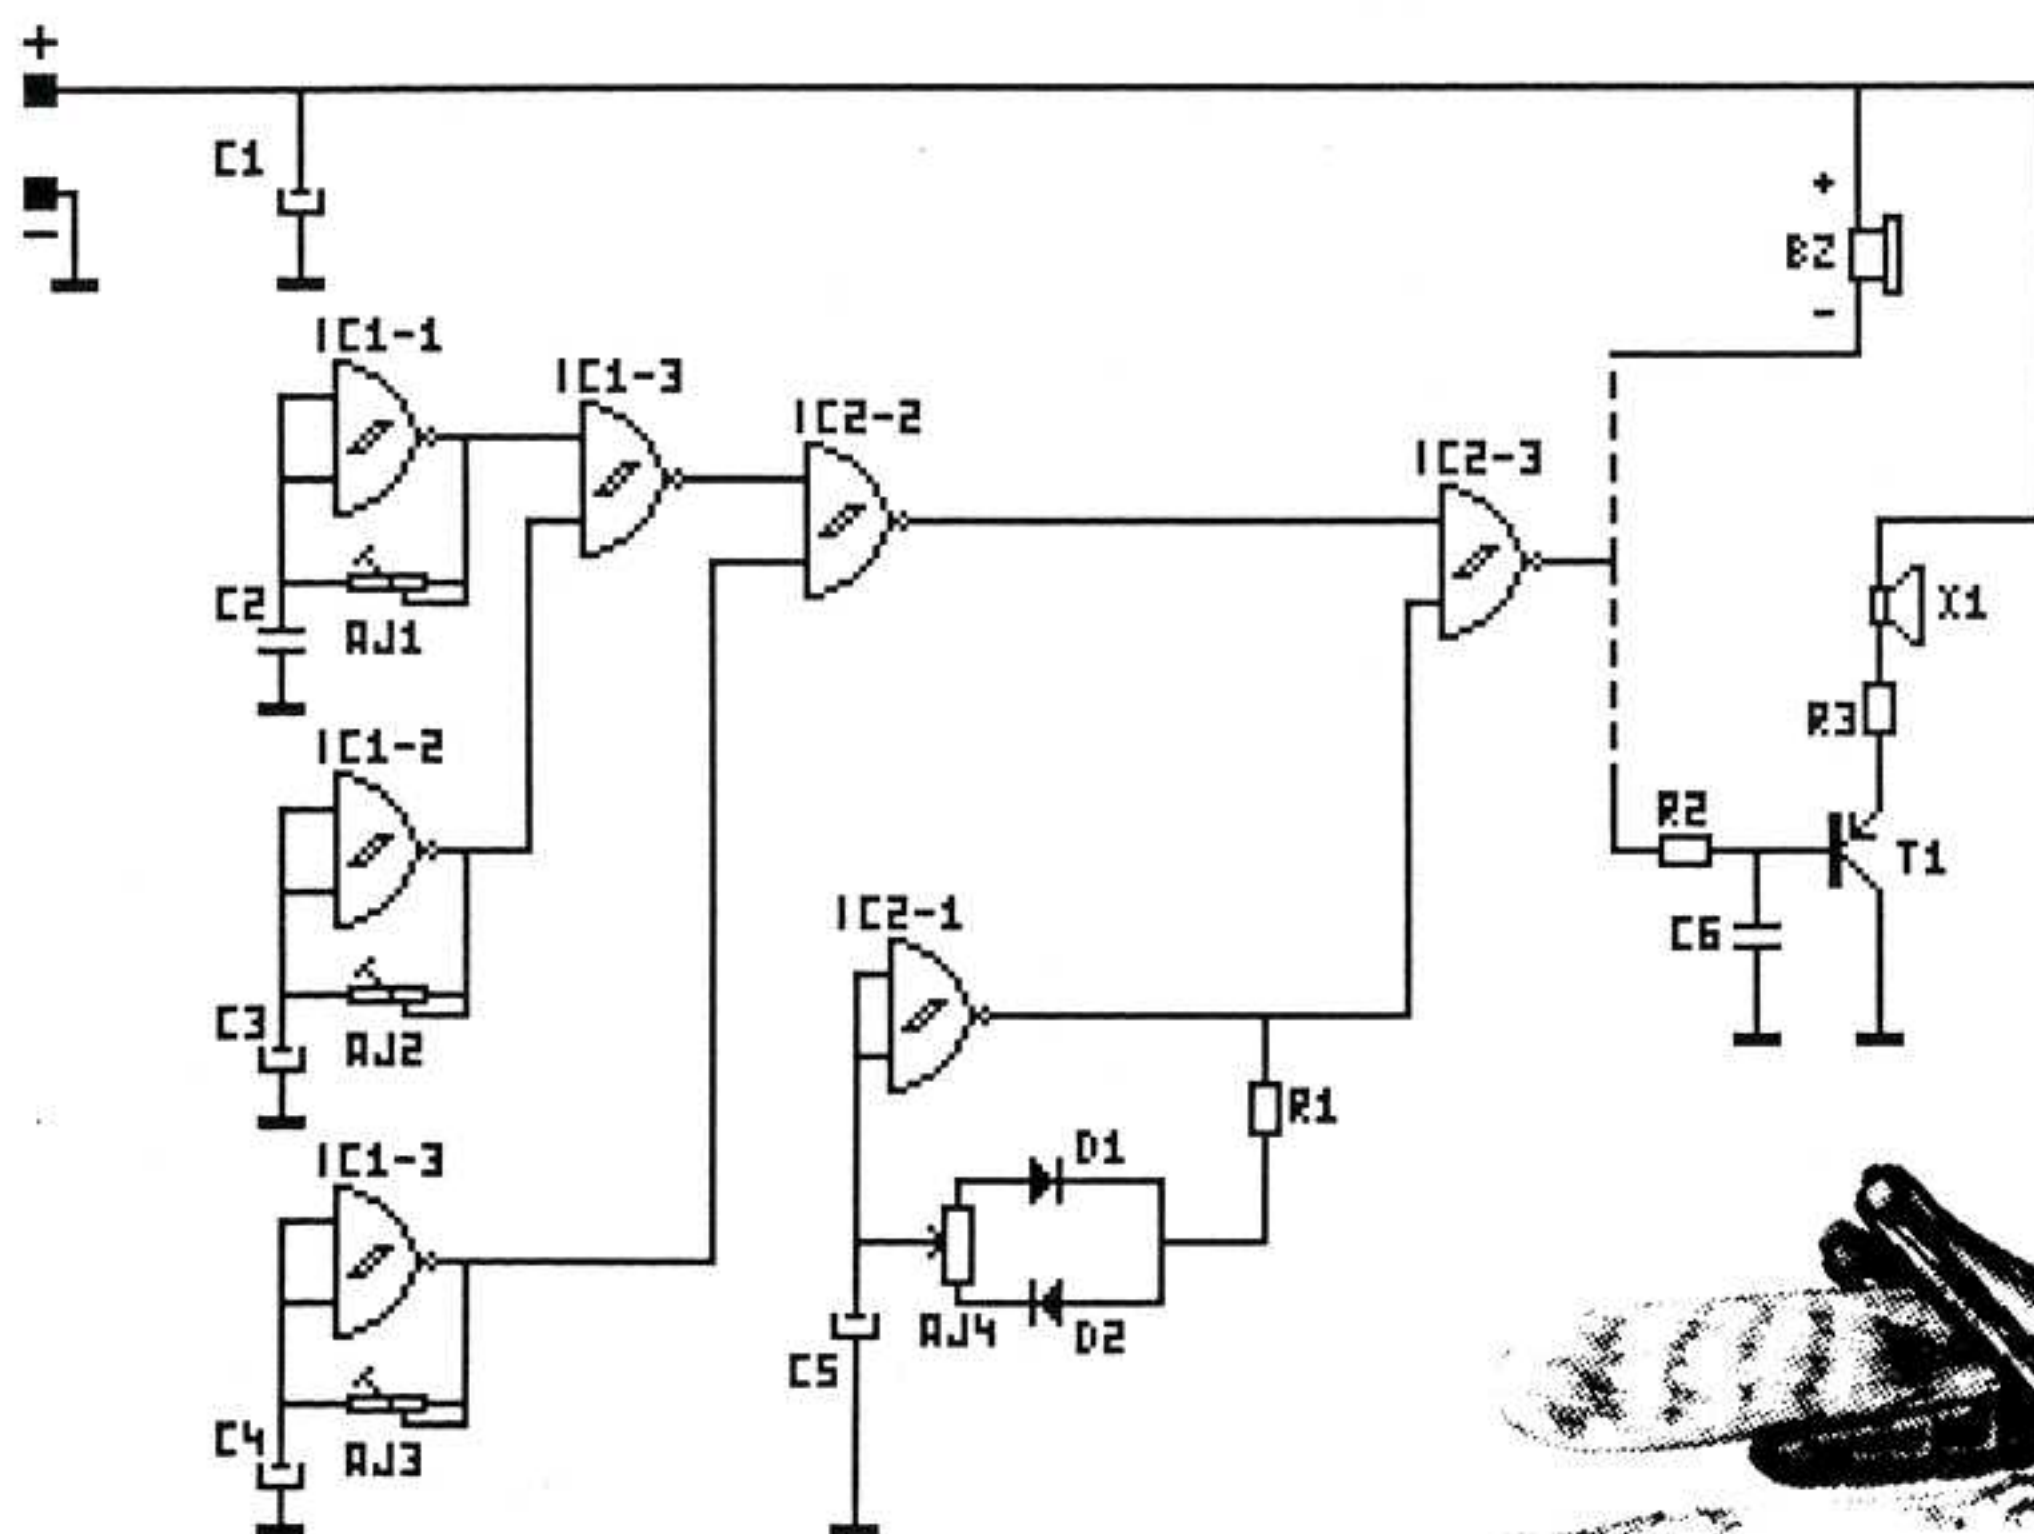 +
C1
−
+
BZ
−
IC1-1
IC1-3
IC2-2
IC2-3
C2
AJ1
X1
R3
IC1-2
R2
T1
IC2-1
C6
C3
AJ2
R1
D1
IC1-3
AJ4
D2
C5
C4
AJ3